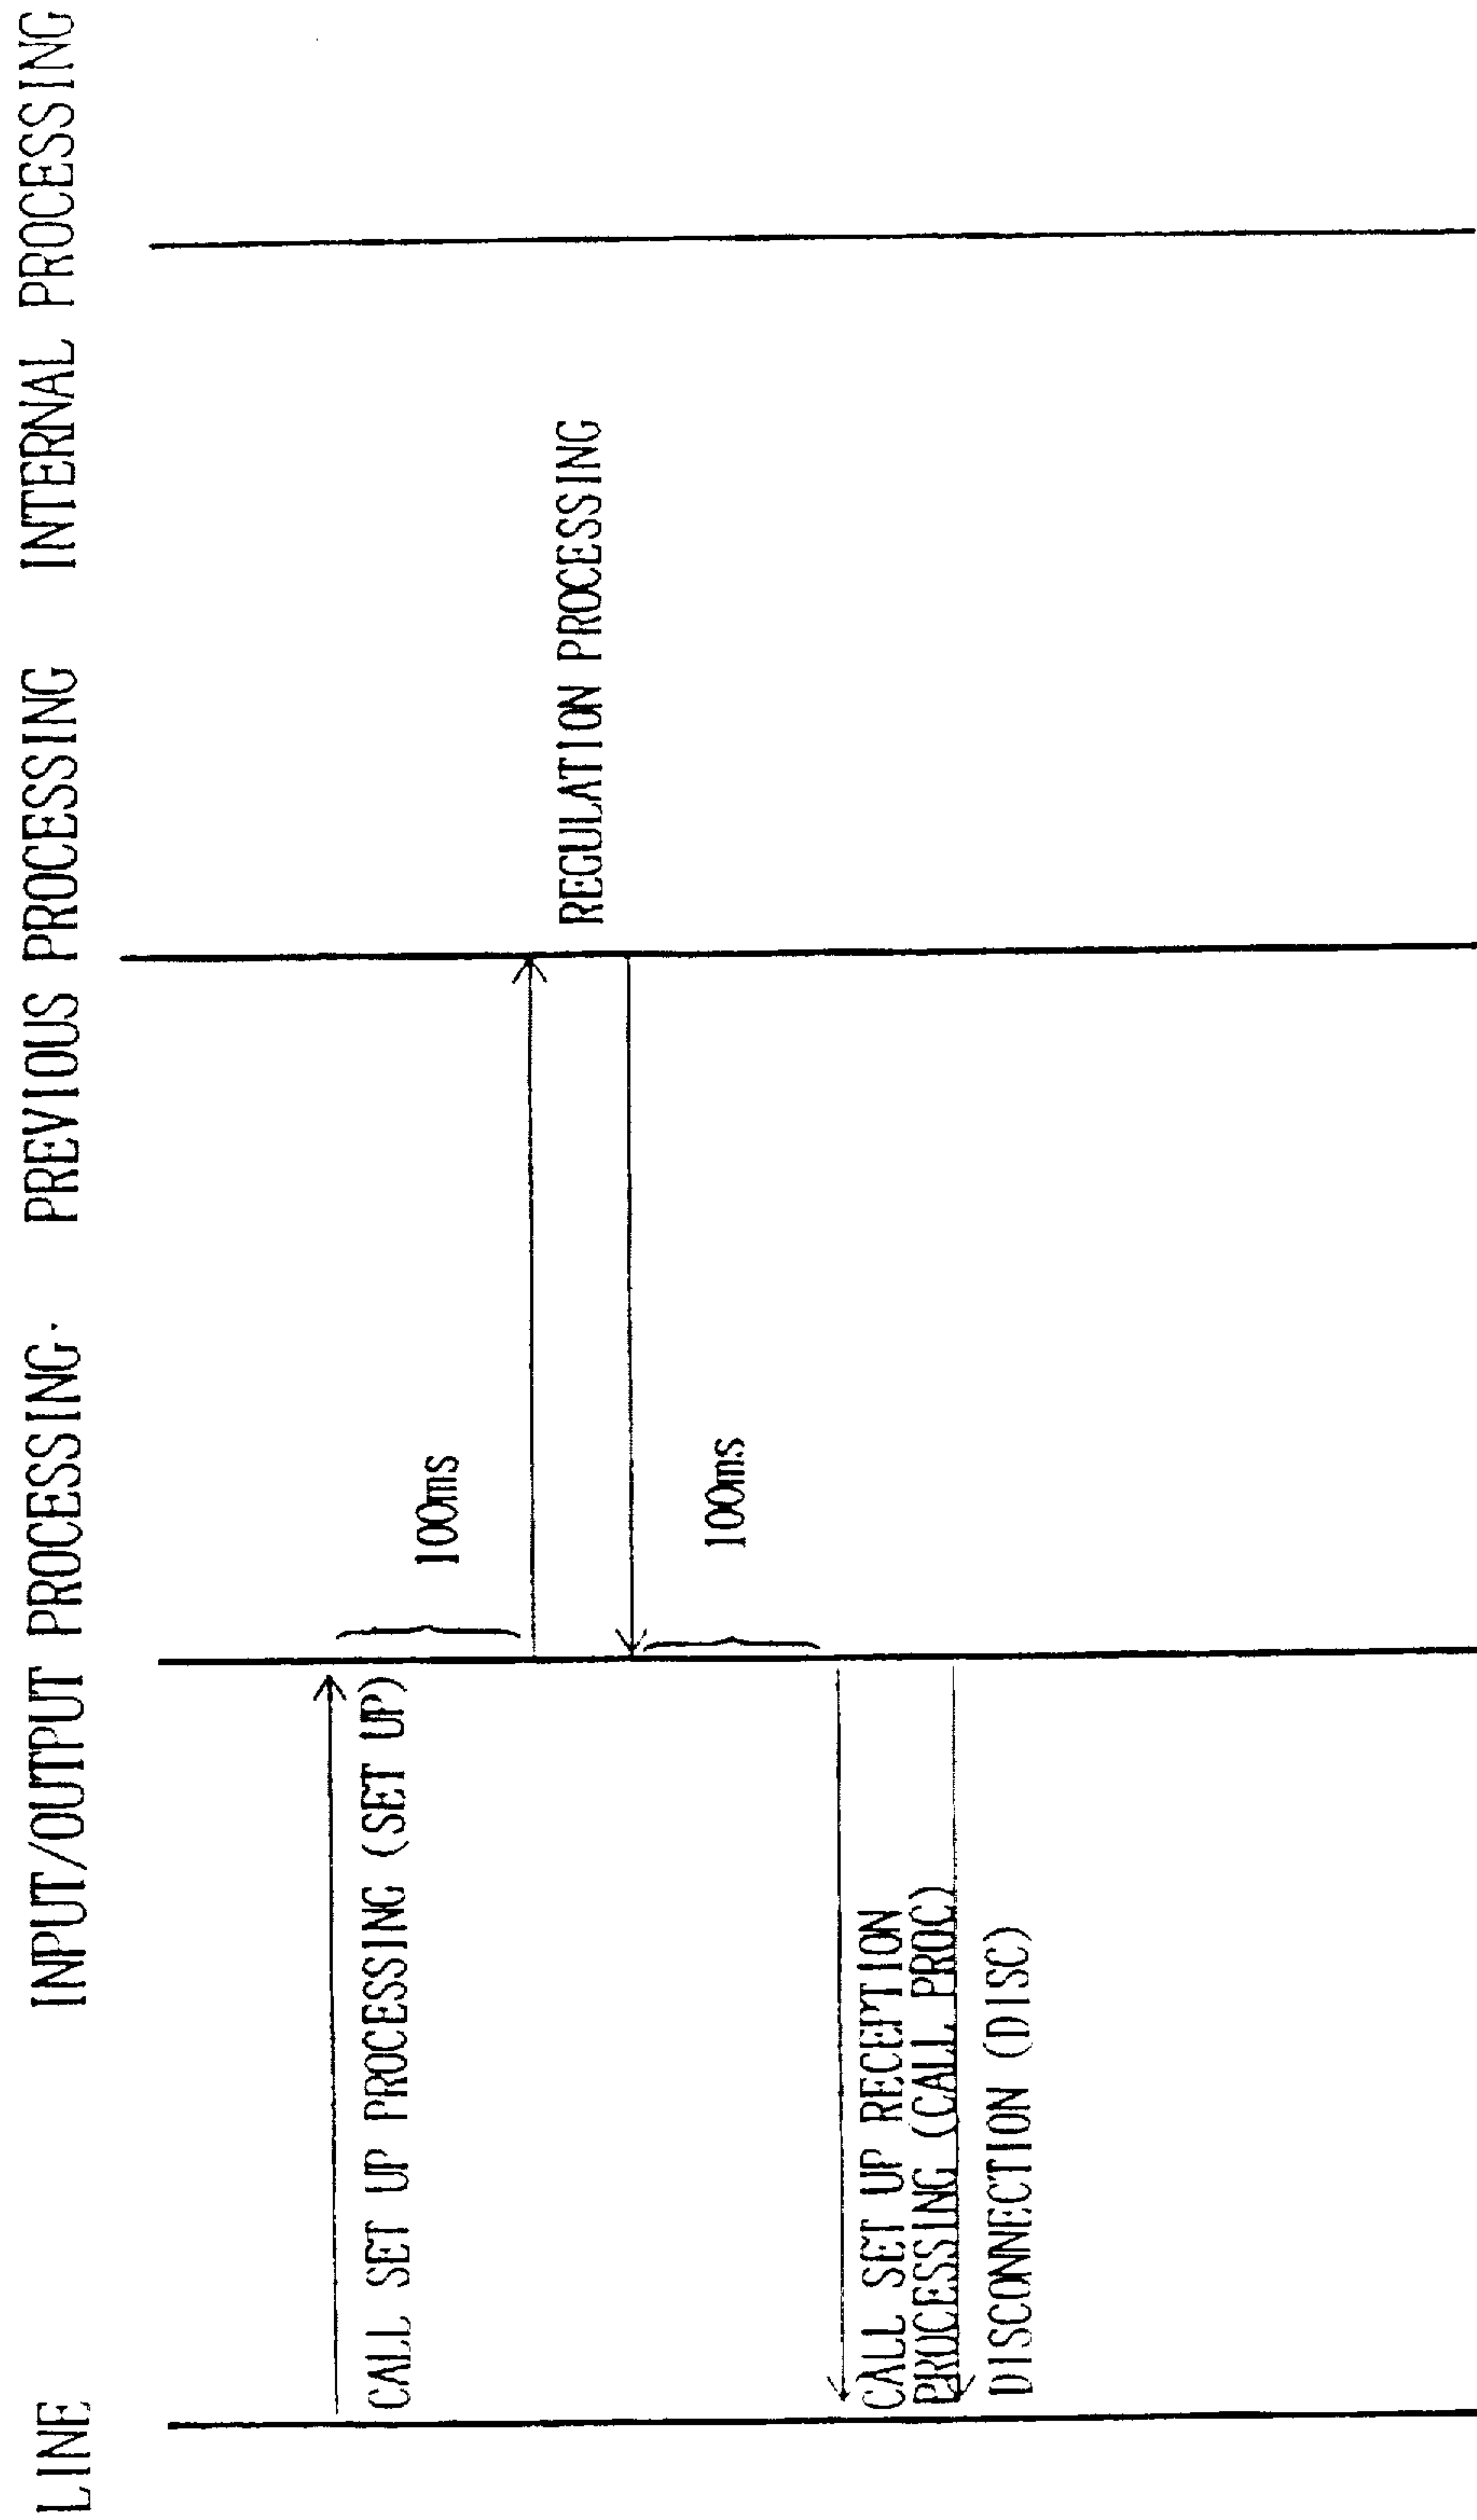 LINE
INPUT/OUTPUT PROCESSING
PREVIOUS PROCESSING
INTERNAL PROCESSING
CALL SET UP PROCESSING (SET UP)
100ms
REGULATION PROCESSING
100ms
CALL SET UP RECEPTION
PROCESSING (CALL PROC)
DISCONNECTION (DISC)